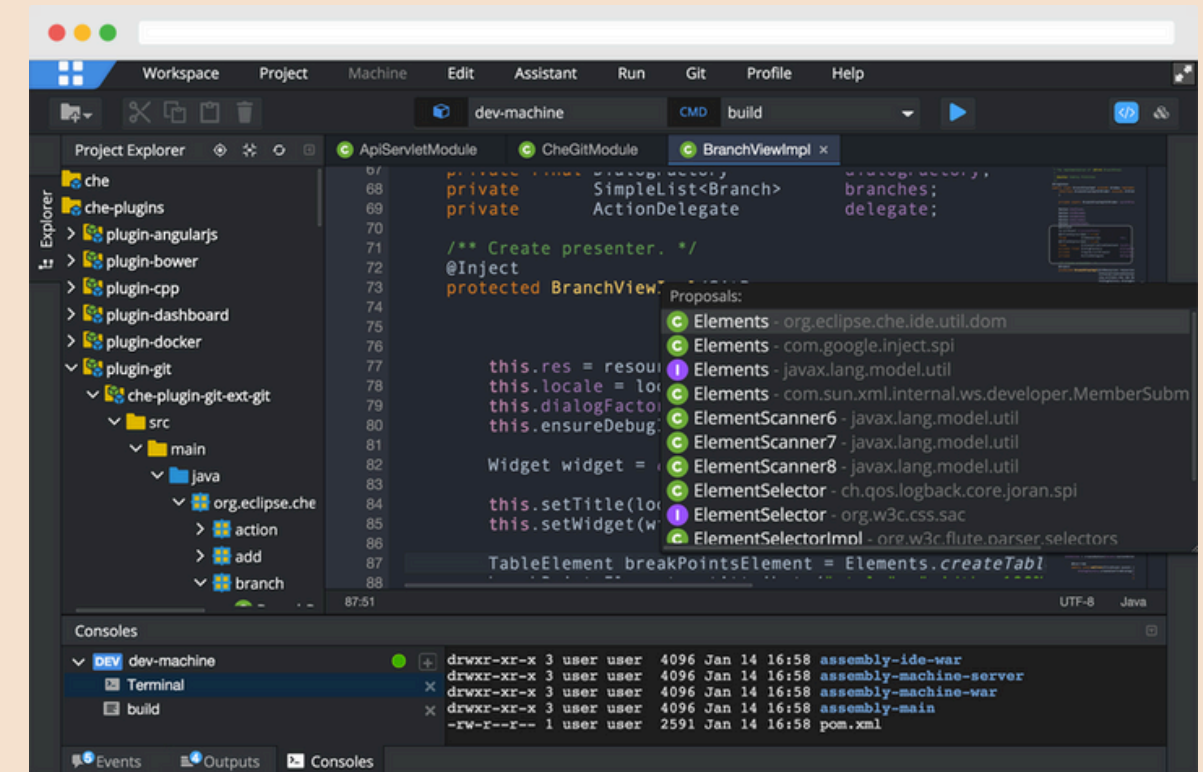 Workspace Project Machine Edit Assistant Run Git Profile Help
dev-machine CMD build
Project Explorer
ApiServletModule CheGitModule BranchViewImpl ×
Explorer
che
che-plugins
plugin-angularjs
plugin-bower
plugin-cpp
plugin-dashboard
plugin-docker
plugin-git
che-plugin-git-ext-git
src
main
java
org.eclipse.che
action
add
branch
67 private final DialogFactory dialogFactory;
68 private SimpleList<Branch> branches;
69 private ActionDelegate delegate;
70
71 /** Create presenter. */
72 @Inject
73 protected BranchViewImpl
74
75
76
77 this.res = resour
78 this.locale = loc
79 this.dialogFacto
80 this.ensureDebug
81
82 Widget widget =
83
84 this.setTitle(loc
85 this.setWidget(w
86
87 TableElement breakPointsElement = Elements.createTabl
88
Proposals:
C Elements - org.eclipse.che.ide.util.dom
C Elements - com.google.inject.spi
I Elements - javax.lang.model.util
C Elements - com.sun.xml.internal.ws.developer.MemberSubm
C ElementScanner6 - javax.lang.model.util
C ElementScanner7 - javax.lang.model.util
C ElementScanner8 - javax.lang.model.util
C ElementSelector - ch.qos.logback.core.joran.spi
I ElementSelector - org.w3c.css.sac
C ElementSelectorImpl - org.w3c.flute.parser.selectors
87:51 UTF-8 Java
Consoles
DEV dev-machine
Terminal
build
drwxr-xr-x 3 user user 4096 Jan 14 16:58 assembly-ide-war
drwxr-xr-x 3 user user 4096 Jan 14 16:58 assembly-machine-server
drwxr-xr-x 3 user user 4096 Jan 14 16:58 assembly-machine-war
drwxr-xr-x 3 user user 4096 Jan 14 16:58 assembly-main
-rw-r--r-- 1 user user 2591 Jan 14 16:58 pom.xml
5 Events 4 Outputs Consoles